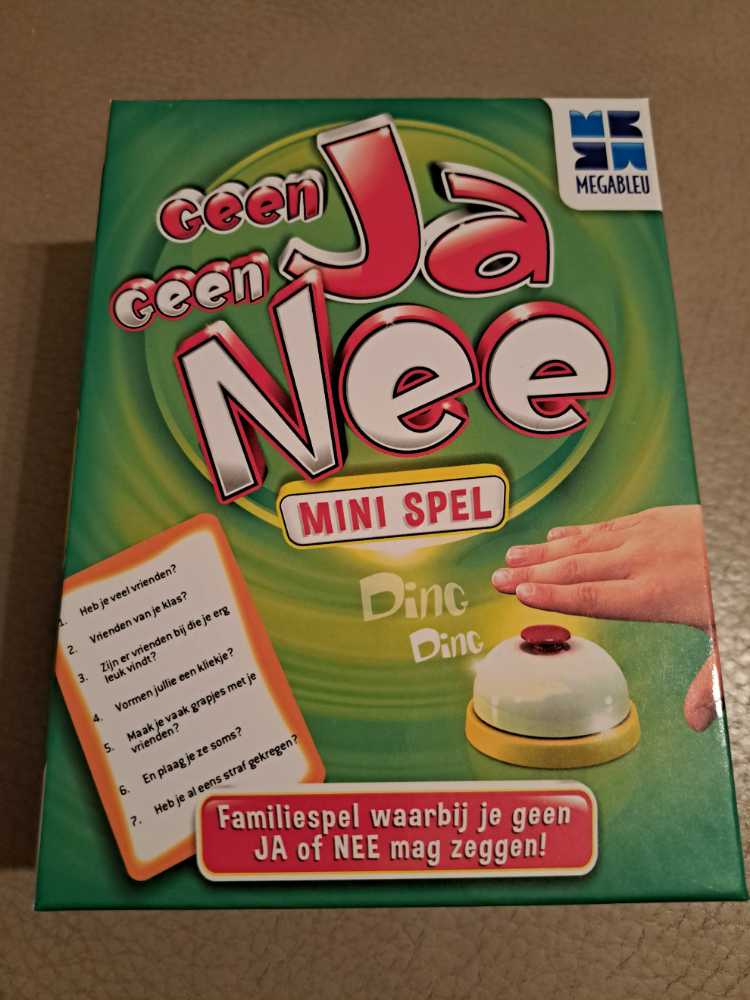 MEGABLEU
Geen Ja
Geen Nee
MINI SPEL
Ding
Ding
1. Heb je veel vrienden?
2. Vrienden van je klas?
3. Zijn er vrienden bij die je erg
leuk vindt?
4. Vormen jullie een kliekje?
5. Maak je vaak grapjes met je
vrienden?
6. En plaag je ze soms?
7. Heb je al eens straf gekregen?
Familiespel waarbij je geen
JA of NEE mag zeggen!